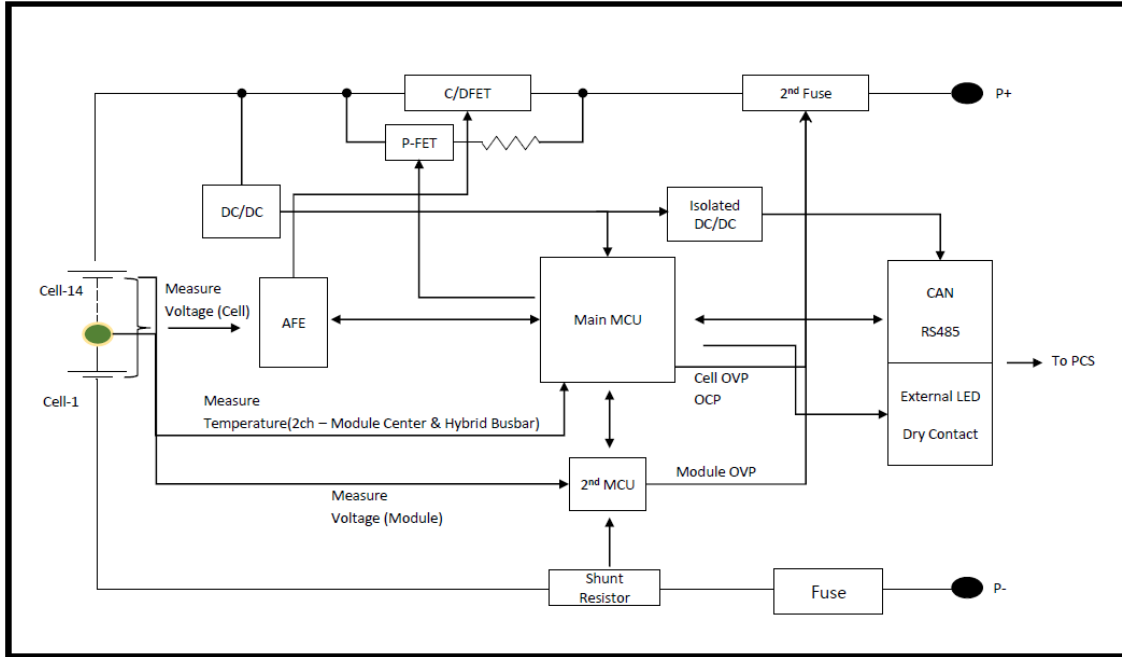 C/DFET
2nd Fuse
P+
P-FET
DC/DC
Isolated
DC/DC
Cell-14
Measure
Voltage (Cell)
AFE
Main MCU
CAN
RS485
To PCS
Cell-1
Cell OVP
OCP
External LED
Dry Contact
Measure
Temperature(2ch – Module Center & Hybrid Busbar)
2nd MCU
Module OVP
Measure
Voltage (Module)
Shunt
Resistor
Fuse
P-